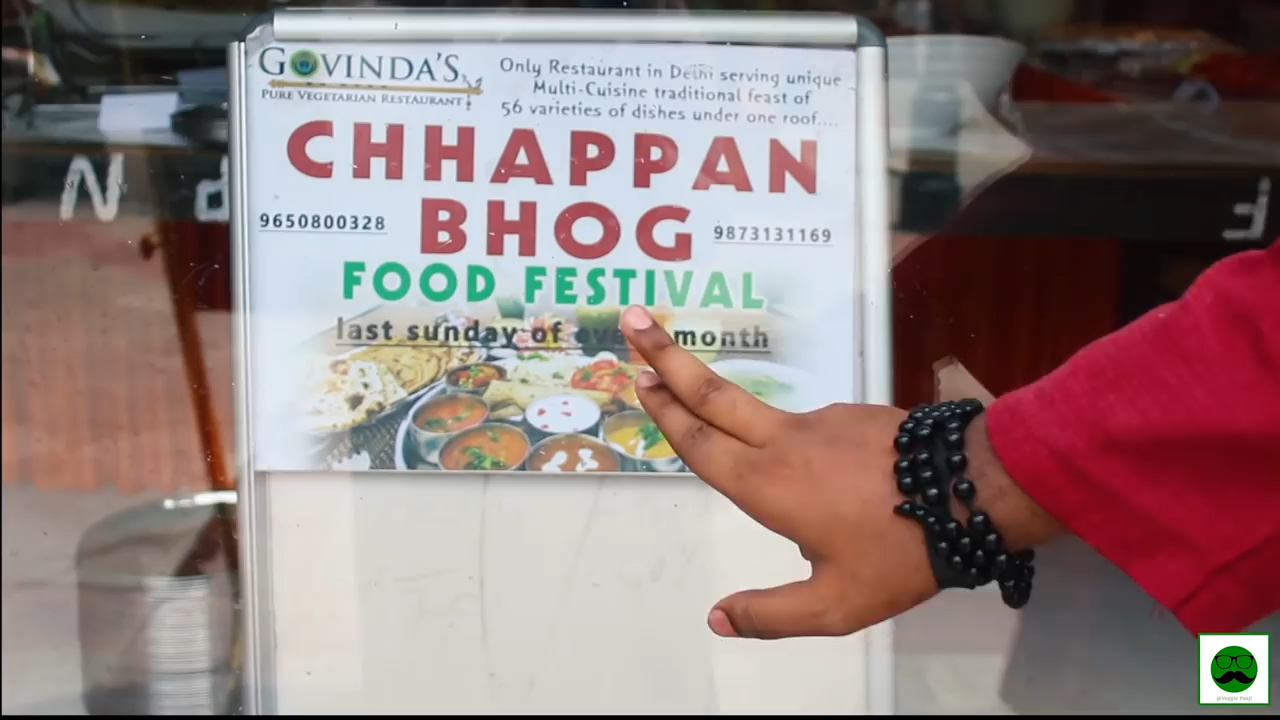 GOVINDA'S
PURE VEGETARIAN RESTAURANT
Only Restaurant in Delhi serving unique
Multi-Cuisine traditional feast of
56 varieties of dishes under one roof....
CHHAPPAN
BHOG
9650800328
9873131169
FOOD FESTIVAL
last sunday of month
N